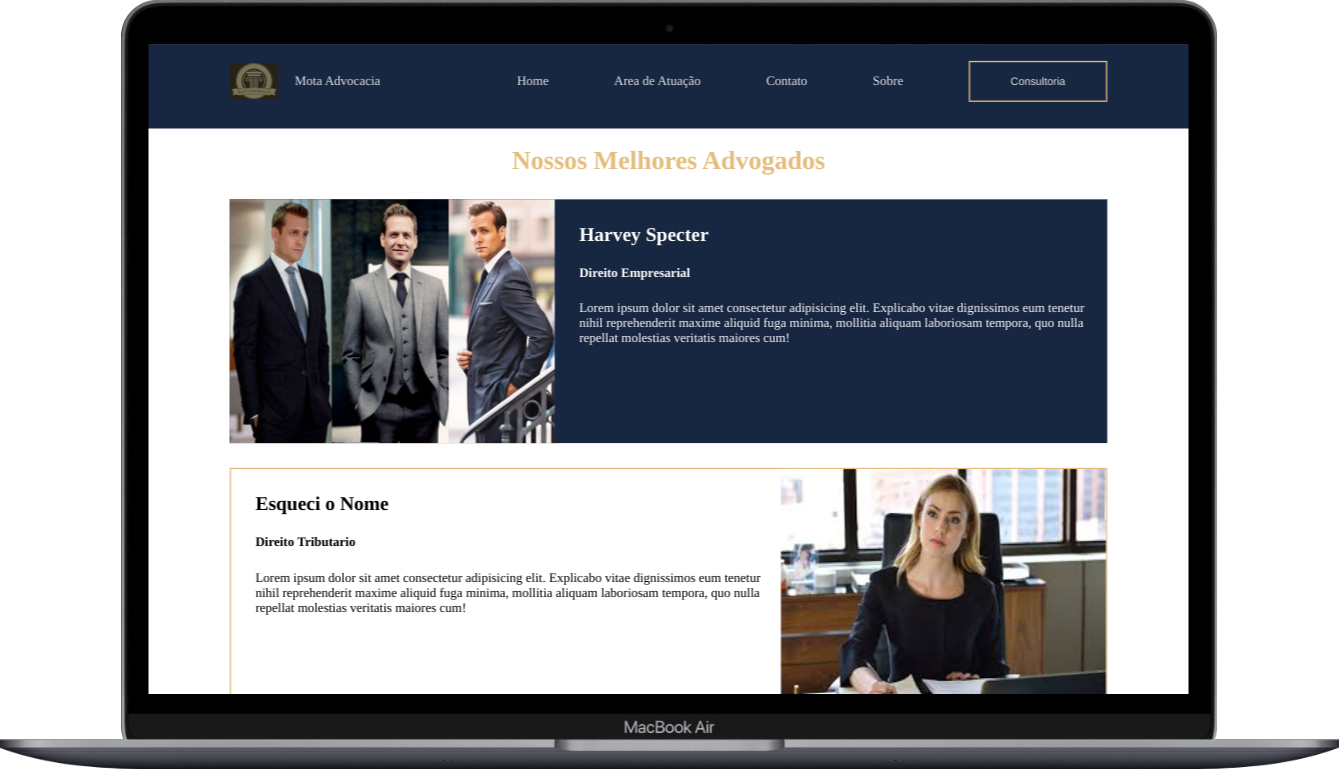 Mota Advocacia
Home
Area de Atuação
Contato
Sobre
Consultoria
Nossos Melhores Advogados
Harvey Specter
Direito Empresarial
Lorem ipsum dolor sit amet consectetur adipisicing elit. Explicabo vitae dignissimos eum tenetur
nihil reprehenderit maxime aliquid fuga minima, mollitia aliquam laboriosam tempora, quo nulla
repellat molestias veritatis maiores cum!
Esqueci o Nome
Direito Tributario
Lorem ipsum dolor sit amet consectetur adipisicing elit. Explicabo vitae dignissimos eum tenetur
nihil reprehenderit maxime aliquid fuga minima, mollitia aliquam laboriosam tempora, quo nulla
repellat molestias veritatis maiores cum!
MacBook Air